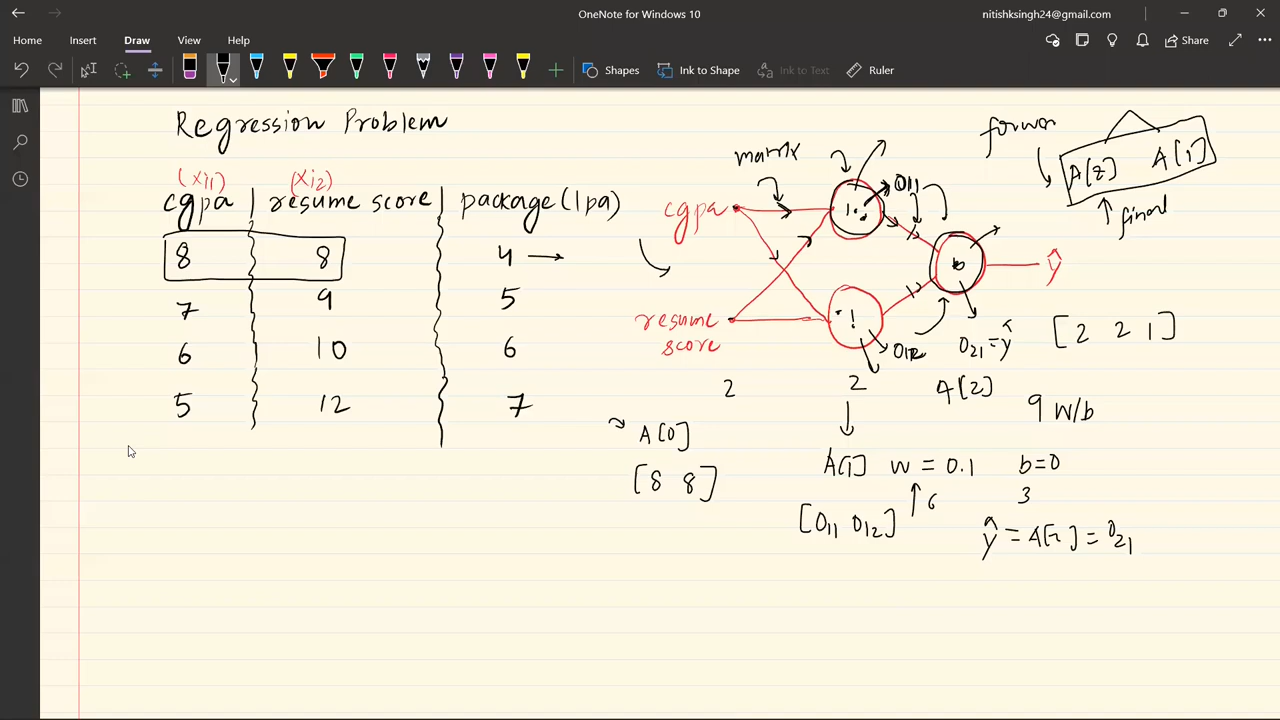 OneNote for Windows 10
nitishksingh24@gmail.com
Home Insert Draw View Help
Share
Shapes Ink to Shape Ink to Text Ruler
Regression Problem
(xi1) (xi2)
cgpa resume score package (lpa)
8 8 4
7 9 5
6 10 6
5 12 7
matrix
cgpa
resume
score
O11
O12
b
ŷ
O21 = ŷ
A[2] A[1]
final
[2 2 1]
2 2 A[2]
9 W/b
A[0]
[8 8]
A[1] W = 0.1 b=0
6 3
[O11 O12]
ŷ = A[2] = O21